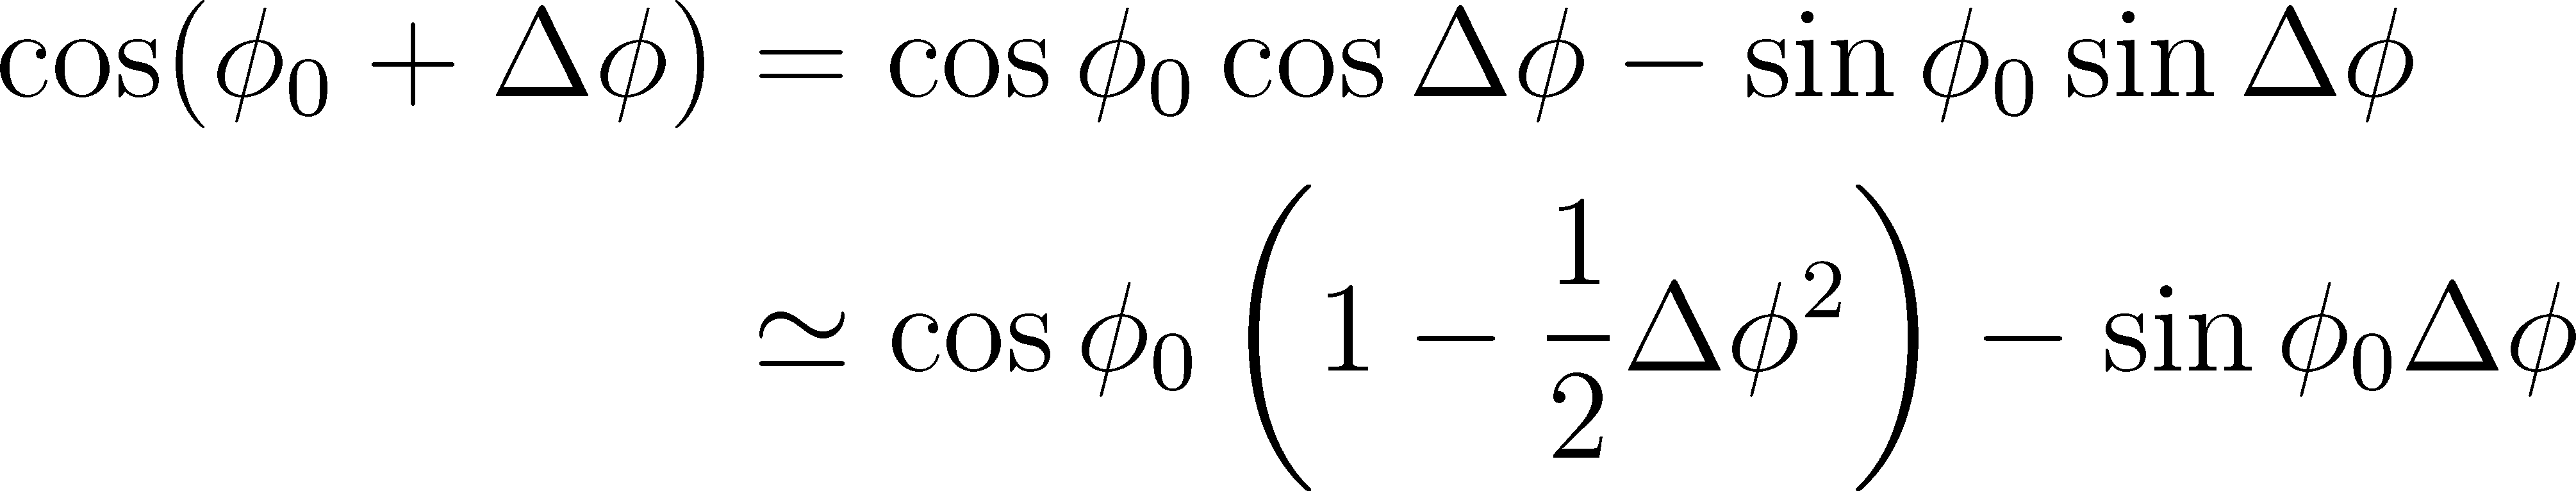 cos(ϕ₀ + Δϕ) = cos ϕ₀ cos Δϕ − sin ϕ₀ sin Δϕ
≃ cos ϕ₀ (1 − 1/2 Δϕ²) − sin ϕ₀Δϕ